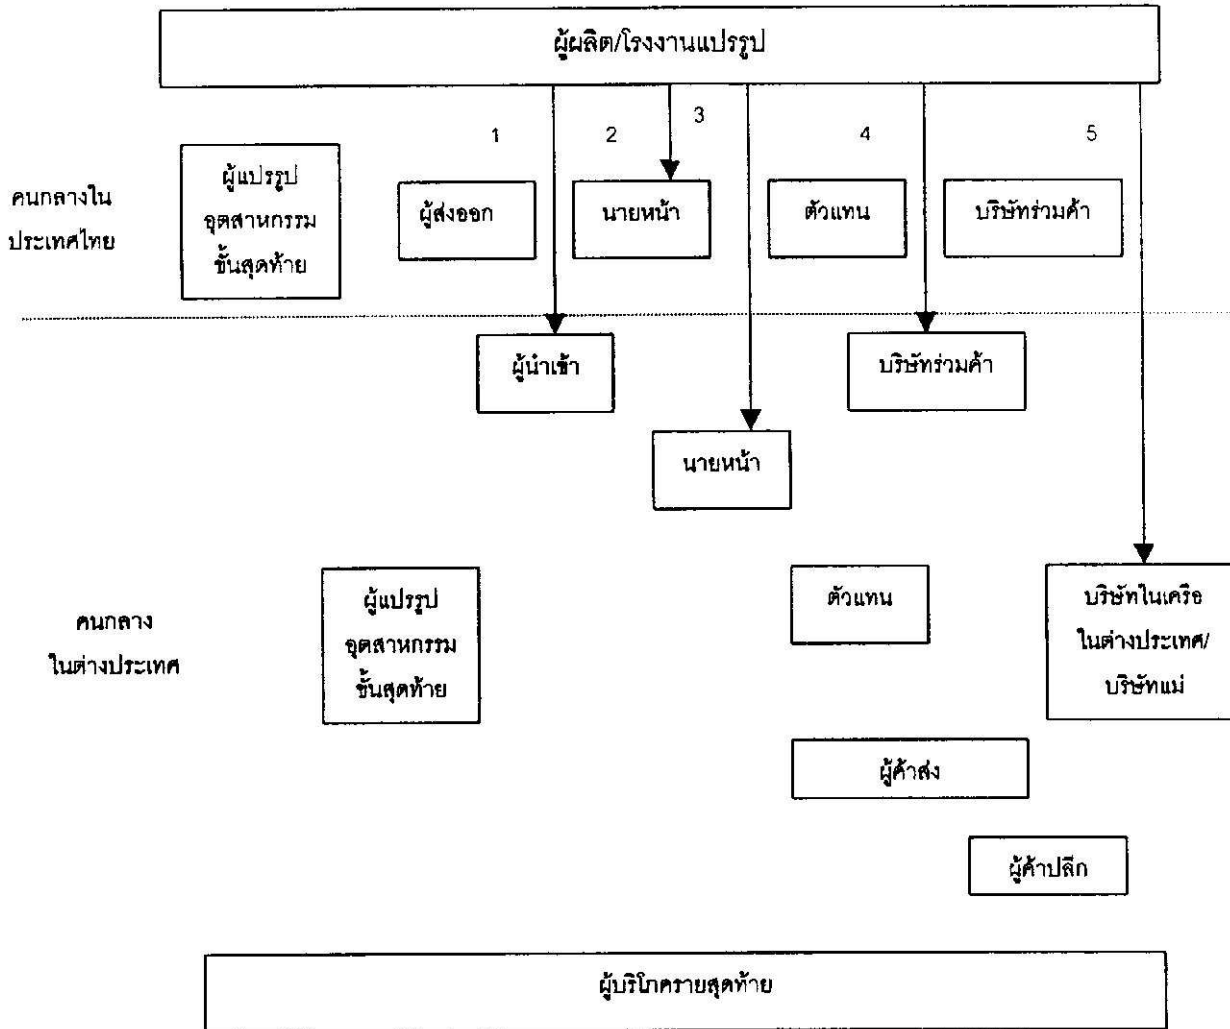 ผู้ผลิต/โรงงานแปรรูป
1
2
3
4
5
คนกลางใน
ประเทศไทย
ผู้แปรรูป
อุตสาหกรรม
ขั้นสุดท้าย
ผู้ส่งออก
นายหน้า
ตัวแทน
บริษัทร่วมค้า
ผู้นำเข้า
บริษัทร่วมค้า
นายหน้า
คนกลาง
ในต่างประเทศ
ผู้แปรรูป
อุตสาหกรรม
ขั้นสุดท้าย
ตัวแทน
บริษัทในเครือ
ในต่างประเทศ/
บริษัทแม่
ผู้ค้าส่ง
ผู้ค้าปลีก
ผู้บริโภครายสุดท้าย